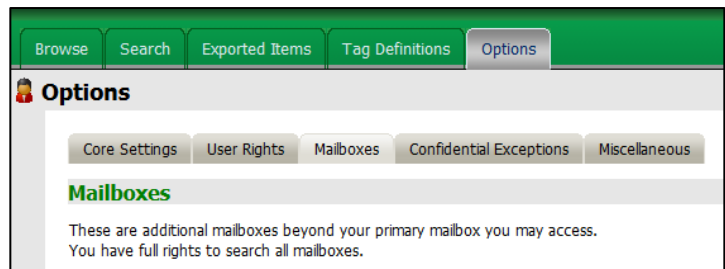 Browse Search Exported Items Tag Definitions Options
Options
Core Settings User Rights Mailboxes Confidential Exceptions Miscellaneous
Mailboxes
These are additional mailboxes beyond your primary mailbox you may access.
You have full rights to search all mailboxes.